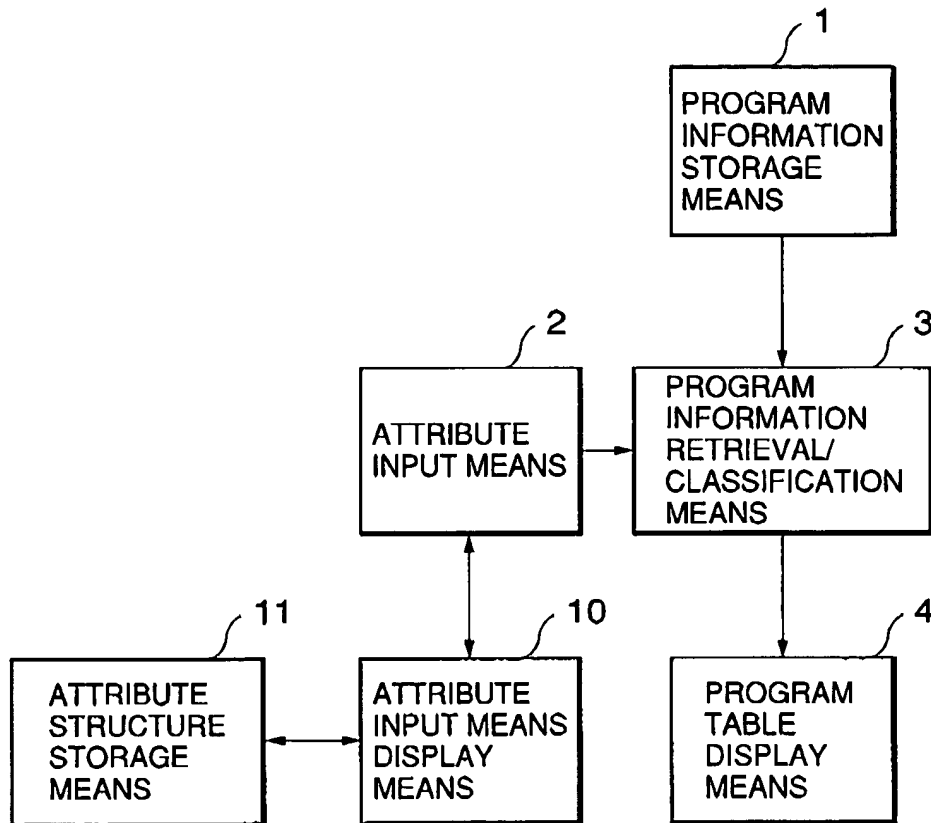 1
PROGRAM
INFORMATION
STORAGE
MEANS
2
ATTRIBUTE
INPUT MEANS
3
PROGRAM
INFORMATION
RETRIEVAL/
CLASSIFICATION
MEANS
11
ATTRIBUTE
STRUCTURE
STORAGE
MEANS
10
ATTRIBUTE
INPUT MEANS
DISPLAY
MEANS
4
PROGRAM
TABLE
DISPLAY
MEANS